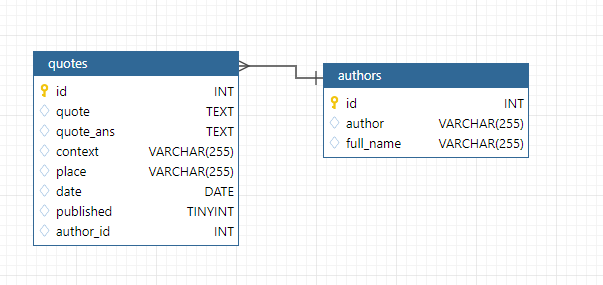 quotes
id INT
quote TEXT
quote_ans TEXT
context VARCHAR(255)
place VARCHAR(255)
date DATE
published TINYINT
author_id INT
authors
id INT
author VARCHAR(255)
full_name VARCHAR(255)